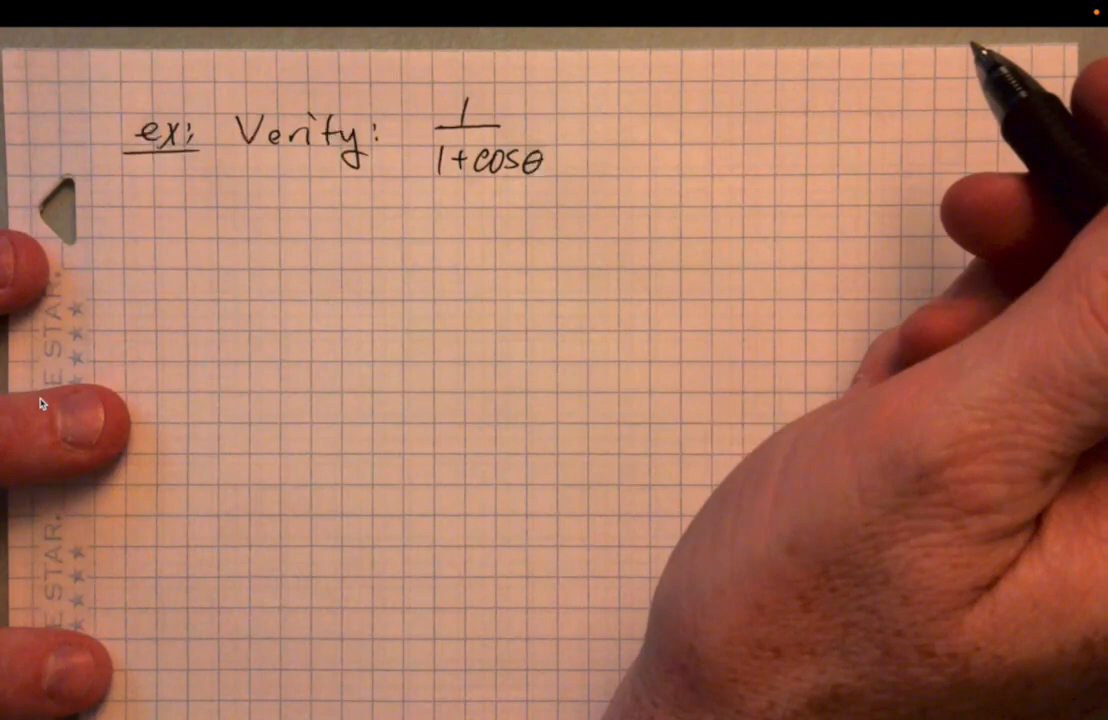 ex: Verify: 1/(1+cosθ)
E STAR. ★★★★
E STAR. ★★★★